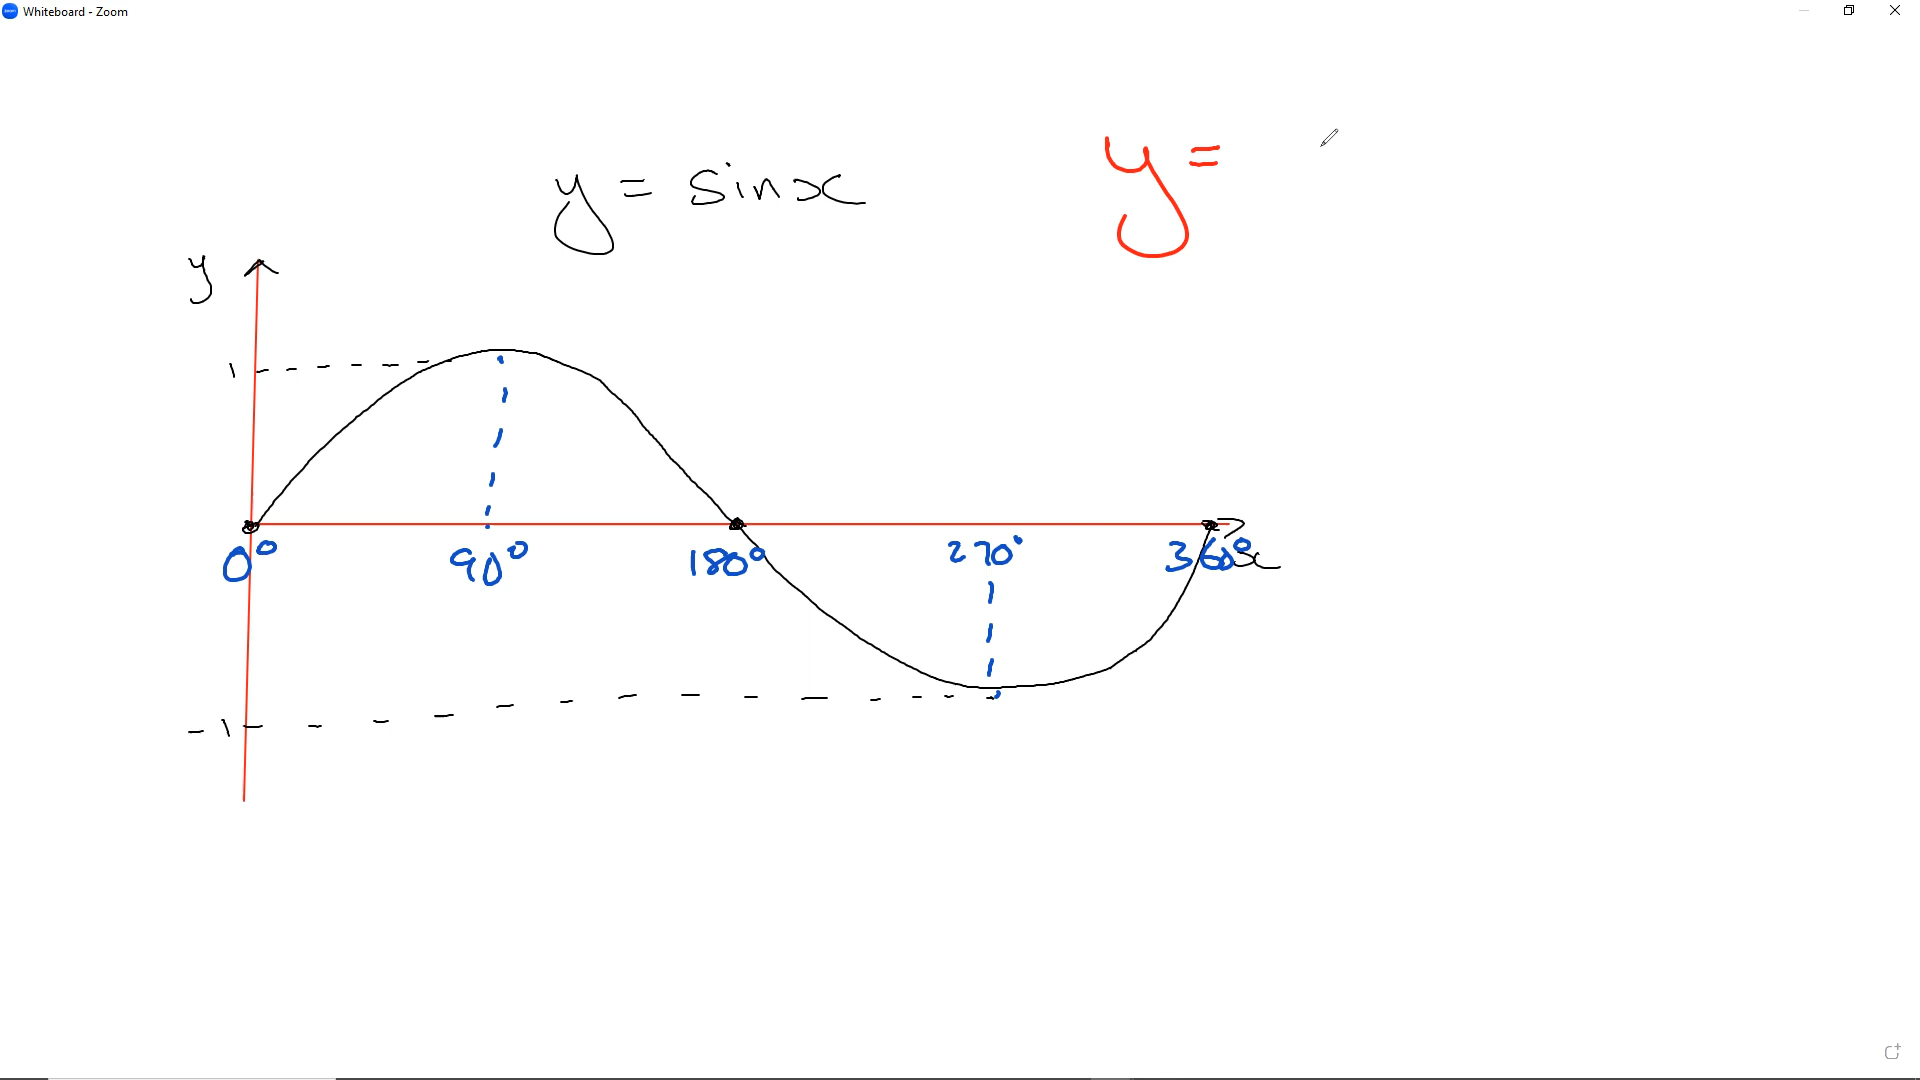 Whiteboard - Zoom
y = sinx
y =
y
1
0° 90° 180° 270° 360°
x
-1